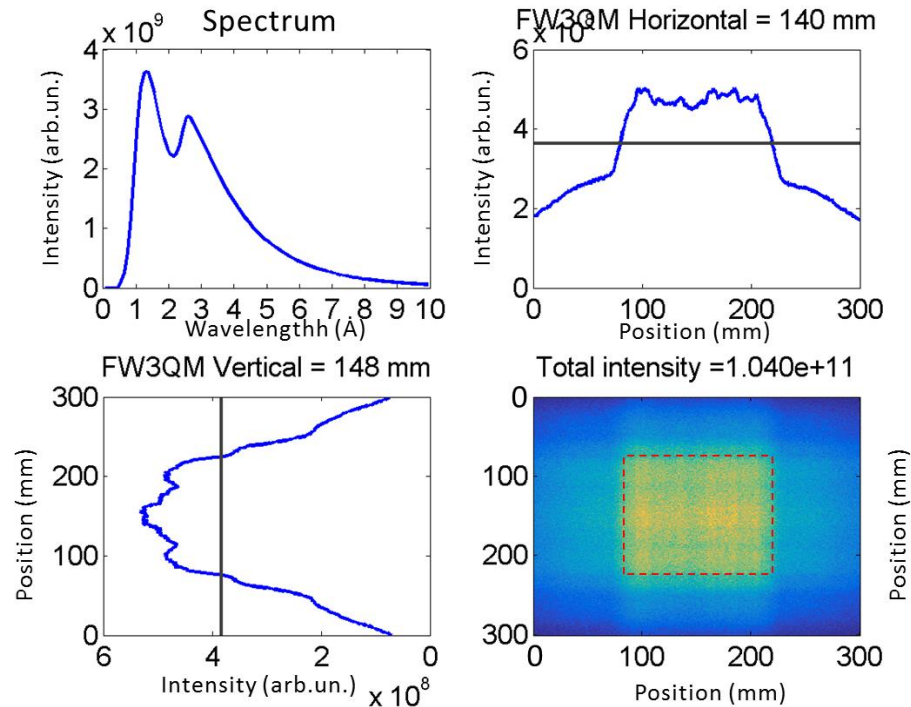 Spectrum
x 10^9
4
3
2
1
0
Intensity (arb.un.)
0 1 2 3 4 5 6 7 8 9 10
Wavelengthh (Å)
FW3QM Horizontal = 140 mm
6
4
2
0
Intensity (arb.un.)
0 100 200 300
Position (mm)
FW3QM Vertical = 148 mm
300
200
100
0
Position (mm)
6 4 2 0
Intensity (arb.un.)
x 10^8
Total intensity =1.040e+11
0
100
200
300
Position (mm)
0 100 200 300
Position (mm)